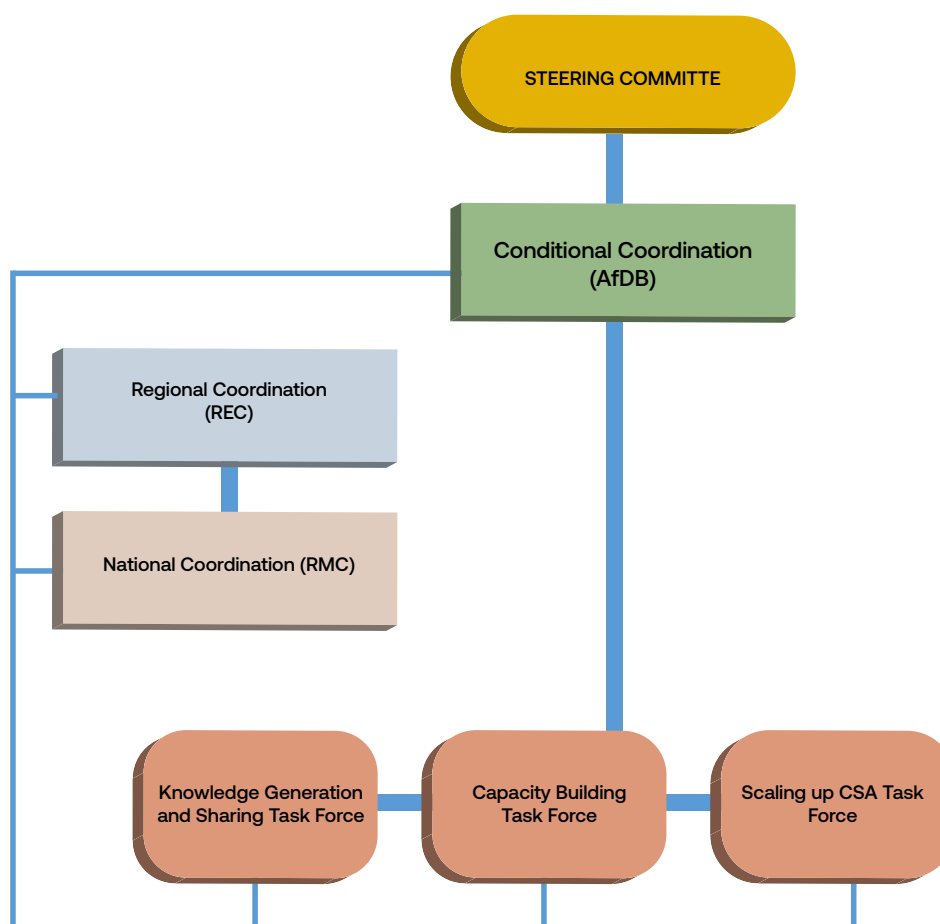 STEERING COMMITTE
Conditional Coordination
(AfDB)
Regional Coordination
(REC)
National Coordination (RMC)
Knowledge Generation
and Sharing Task Force
Capacity Building
Task Force
Scaling up CSA Task
Force